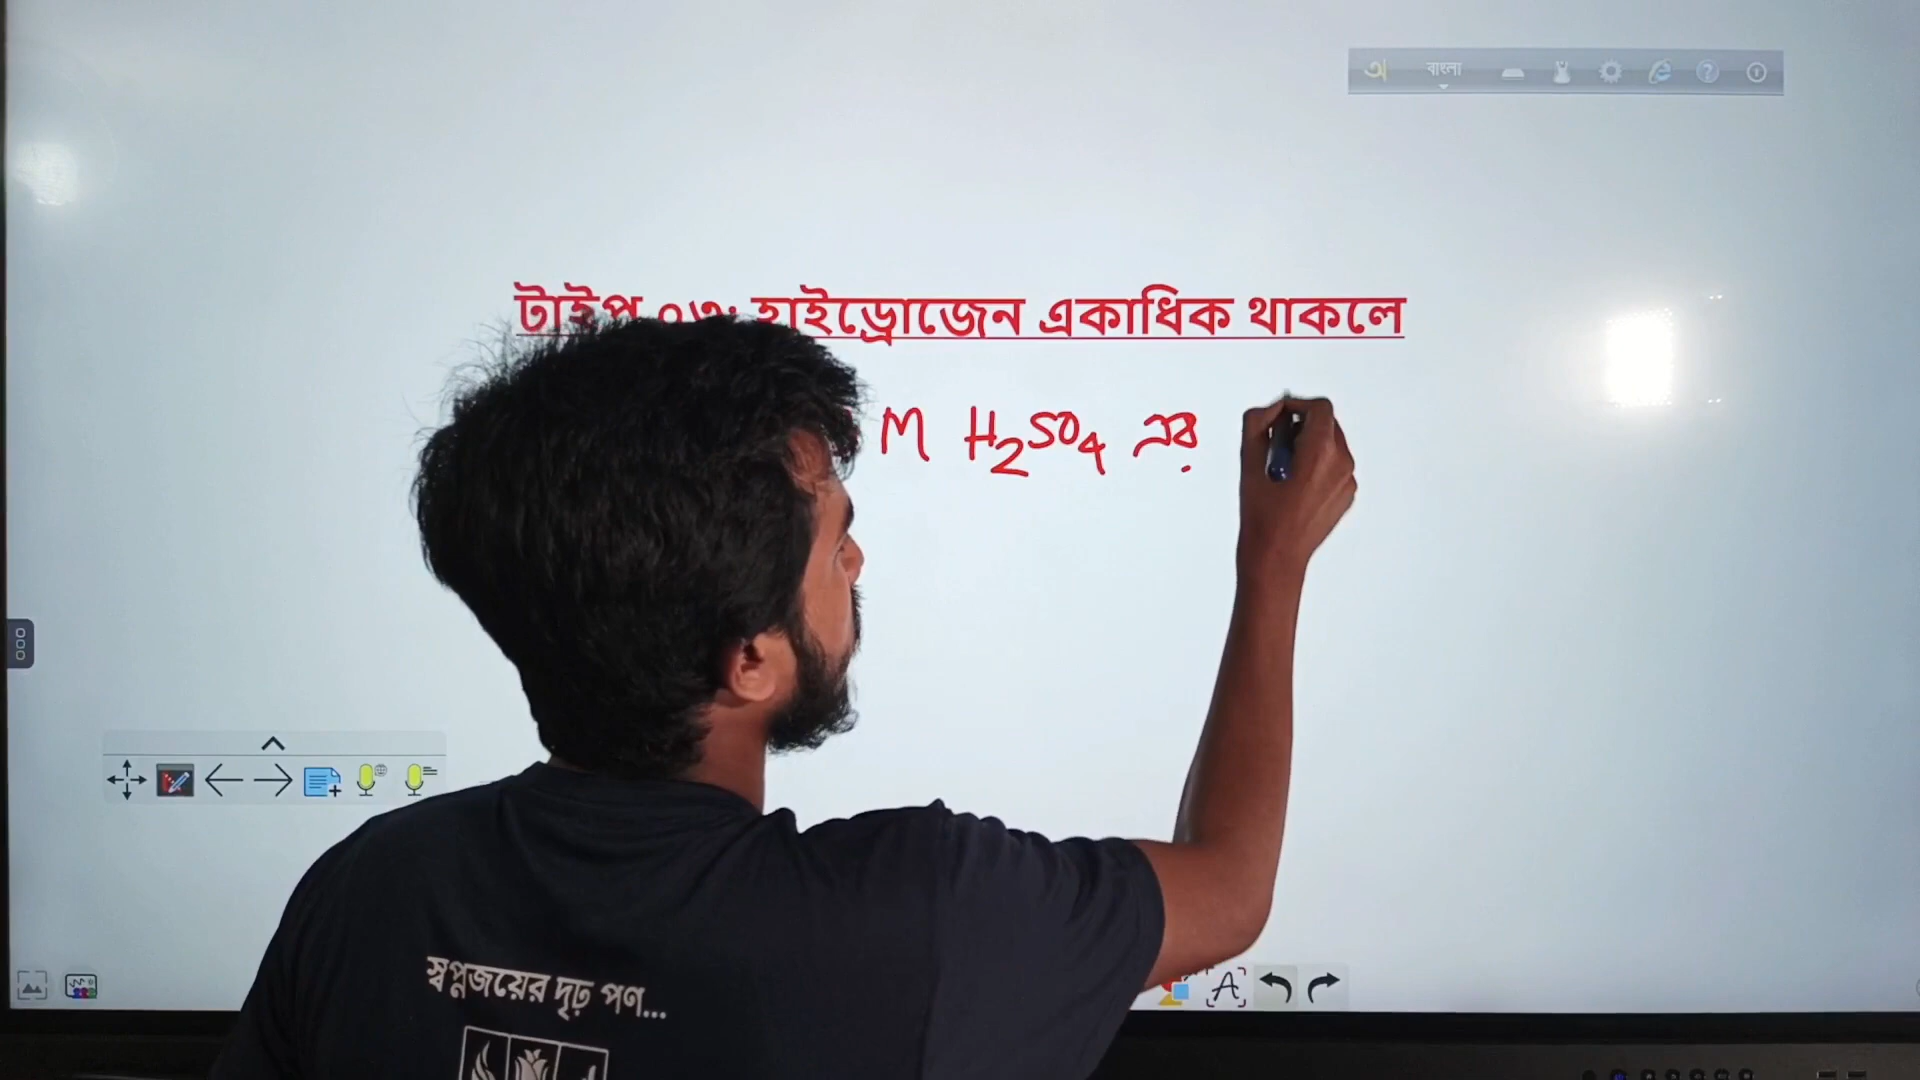 বাংলা
টাইপ ০৩: হাইড্রোজেন একাধিক থাকলে
M H₂SO₄ এর
স্বপ্নজয়ের দৃঢ় পণ...